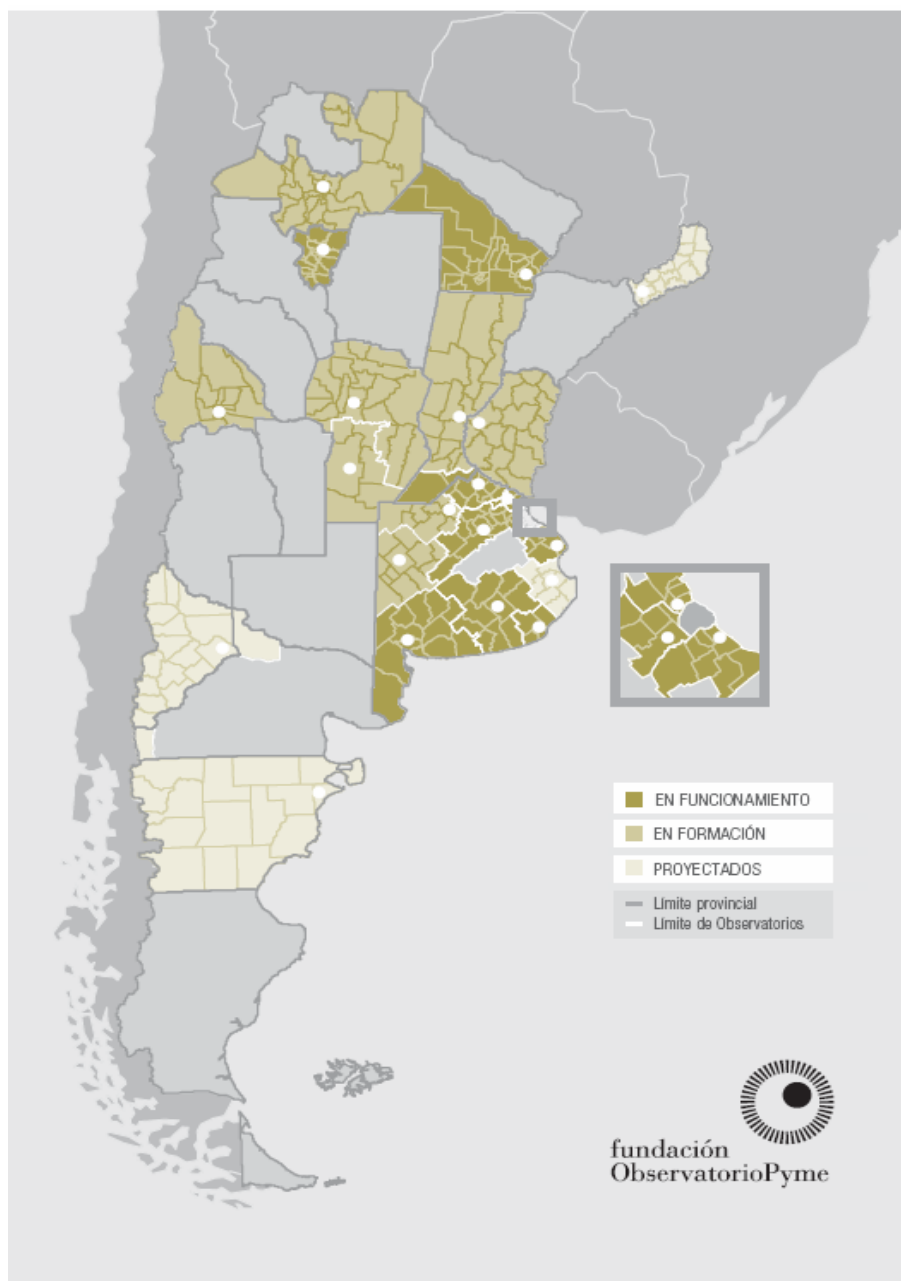 EN FUNCIONAMIENTO
EN FORMACIÓN
PROYECTADOS
Límite provincial
Límite de Observatorios
fundación
ObservatorioPyme